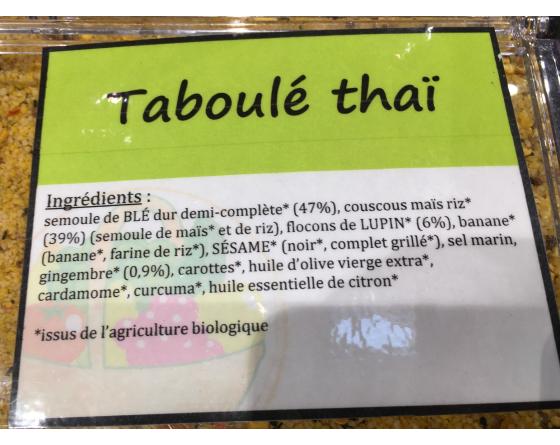 Taboulé thaï
Ingrédients :
semoule de BLÉ dur demi-complète* (47%), couscous maïs riz*
(39%) (semoule de maïs* et de riz), flocons de LUPIN* (6%), banane*
(banane*, farine de riz*), SÉSAME* (noir*, complet grillé*), sel marin,
gingembre* (0,9%), carottes*, huile d'olive vierge extra*,
cardamome*, curcuma*, huile essentielle de citron*
*issus de l'agriculture biologique